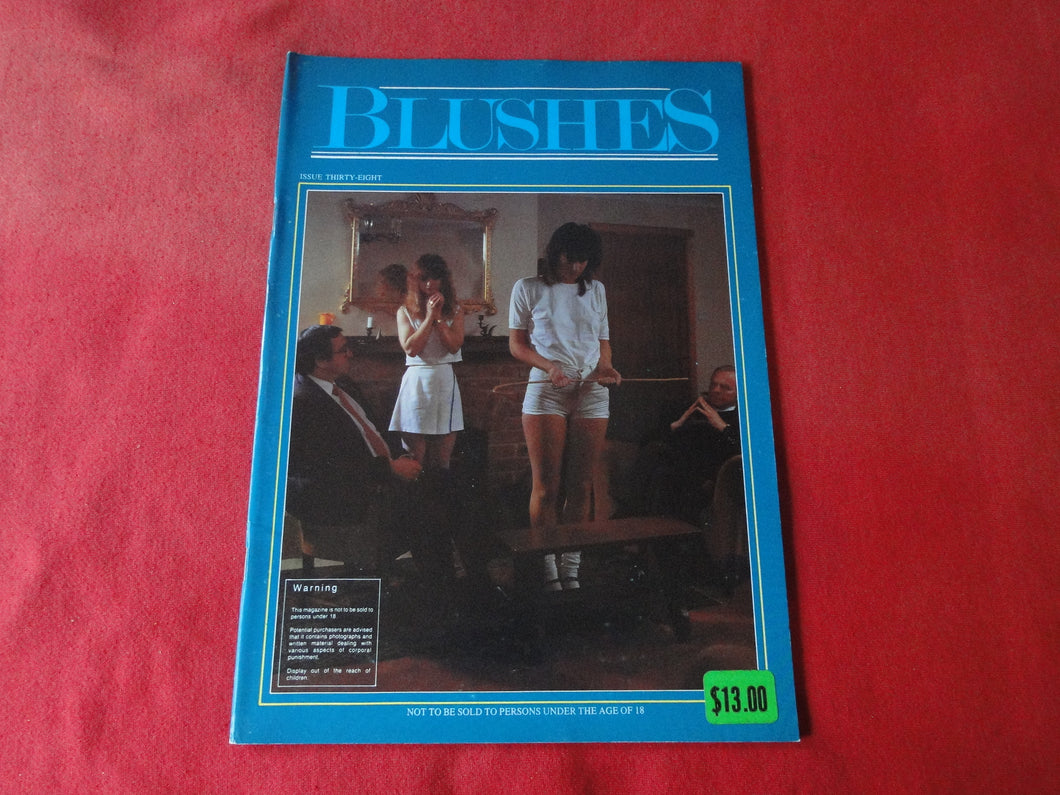 BLUSHES
ISSUE THIRTY-EIGHT
Warning
This magazine is not to be sold to
persons under 18
Potential purchasers are advised
that it contains photographs and
written material dealing with
various aspects of corporal
punishment.
Display out of the reach of
children.
$13.00
NOT TO BE SOLD TO PERSONS UNDER THE AGE OF 18